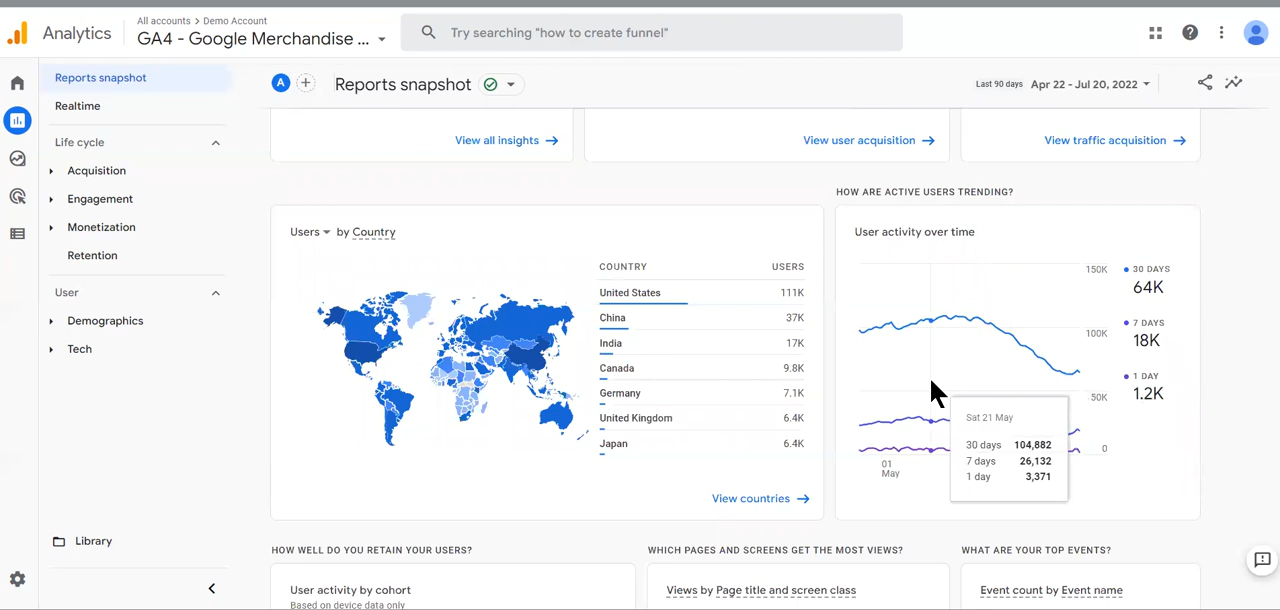 Analytics
All accounts > Demo Account
GA4 - Google Merchandise ...
Try searching "how to create funnel"
Reports snapshot
Realtime
Life cycle
Acquisition
Engagement
Monetization
Retention
User
Demographics
Tech
Library
A
Reports snapshot
Last 90 days Apr 22 - Jul 20, 2022
View all insights
View user acquisition
View traffic acquisition
Users by Country
COUNTRY USERS
United States 111K
China 37K
India 17K
Canada 9.8K
Germany 7.1K
United Kingdom 6.4K
Japan 6.4K
View countries
HOW ARE ACTIVE USERS TRENDING?
User activity over time
150K
100K
50K
0
01
May
30 DAYS
64K
7 DAYS
18K
1 DAY
1.2K
Sat 21 May
30 days 104,882
7 days 26,132
1 day 3,371
HOW WELL DO YOU RETAIN YOUR USERS?
User activity by cohort
Based on device data only
WHICH PAGES AND SCREENS GET THE MOST VIEWS?
Views by Page title and screen class
WHAT ARE YOUR TOP EVENTS?
Event count by Event name